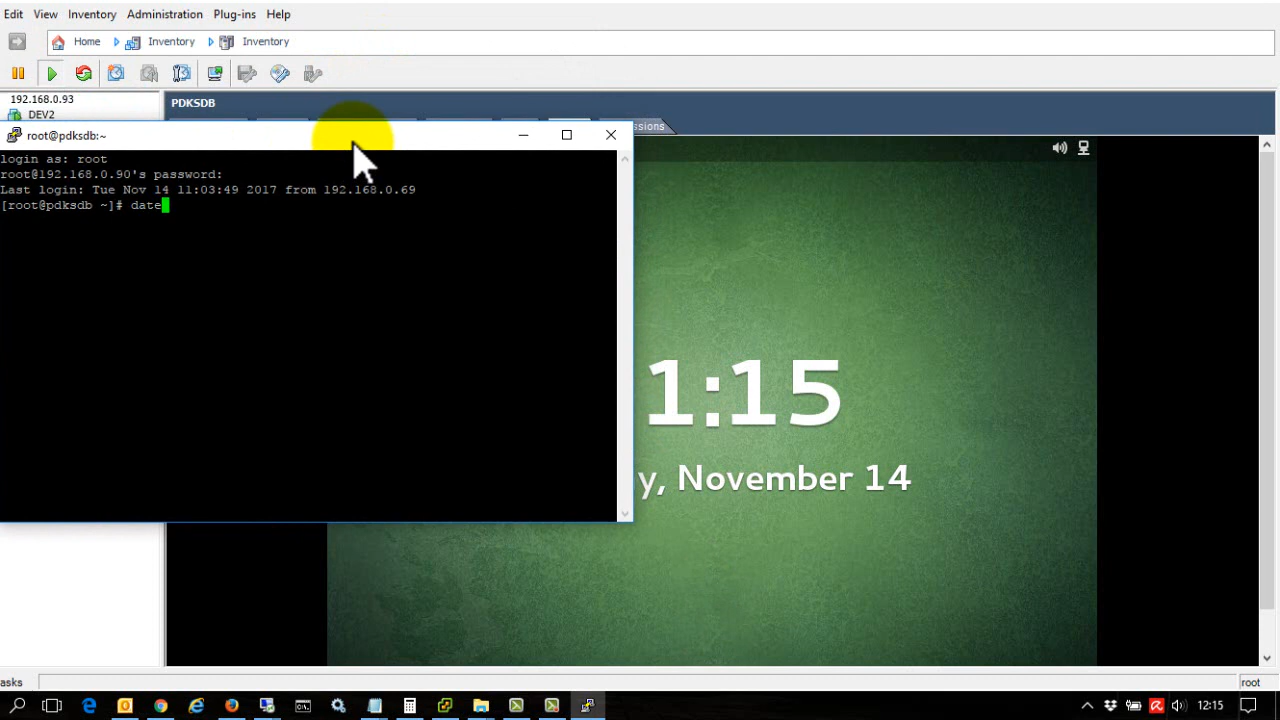 Edit View Inventory Administration Plug-ins Help
Home Inventory Inventory
192.168.0.93
DEV2
PDKSDB
root@pdksdb:~
login as: root
root@192.168.0.90's password:
Last login: Tue Nov 14 11:03:49 2017 from 192.168.0.69
[root@pdksdb ~]# date
1:15
y, November 14
root
12:15